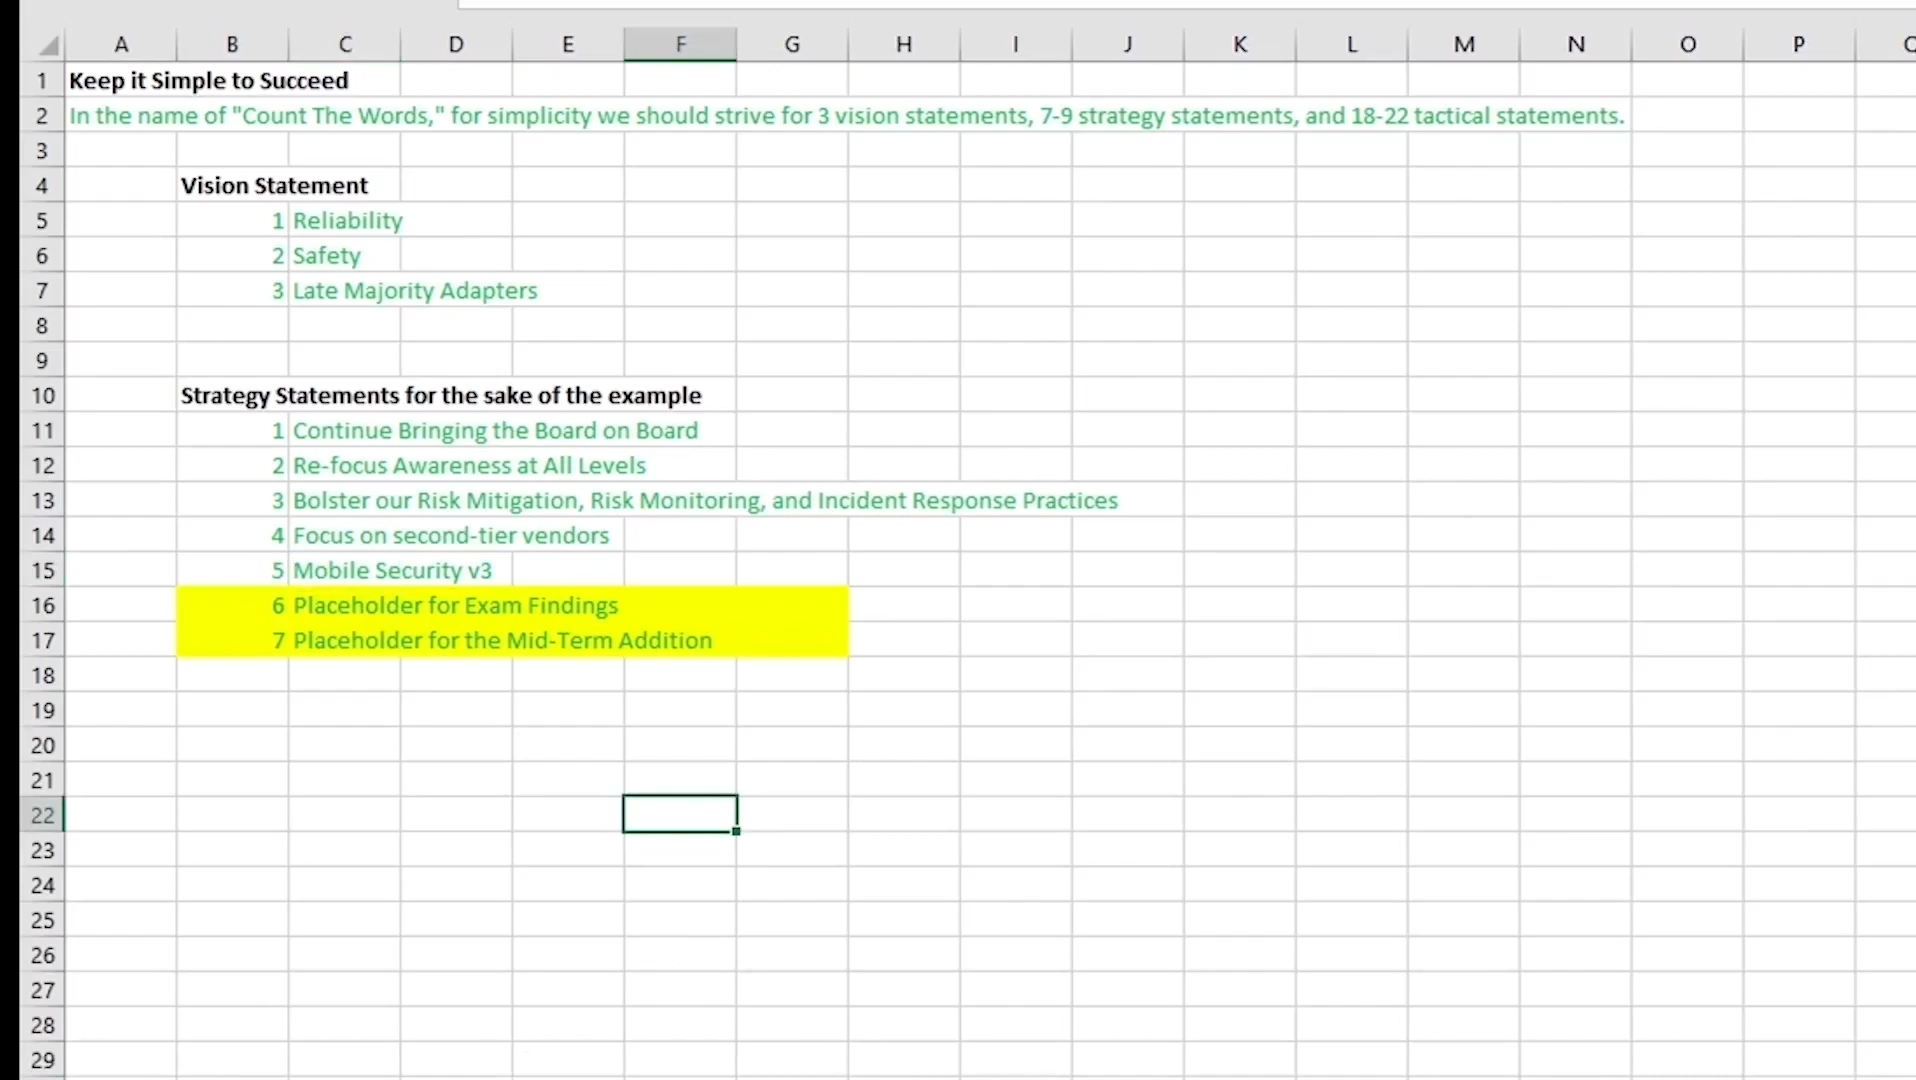 A B C D E F G H I J K L M N O P
1 Keep it Simple to Succeed
2 In the name of "Count The Words," for simplicity we should strive for 3 vision statements, 7-9 strategy statements, and 18-22 tactical statements.
3
4 Vision Statement
5 1 Reliability
6 2 Safety
7 3 Late Majority Adapters
8
9
10 Strategy Statements for the sake of the example
11 1 Continue Bringing the Board on Board
12 2 Re-focus Awareness at All Levels
13 3 Bolster our Risk Mitigation, Risk Monitoring, and Incident Response Practices
14 4 Focus on second-tier vendors
15 5 Mobile Security v3
16 6 Placeholder for Exam Findings
17 7 Placeholder for the Mid-Term Addition
18
19
20
21
22
23
24
25
26
27
28
29